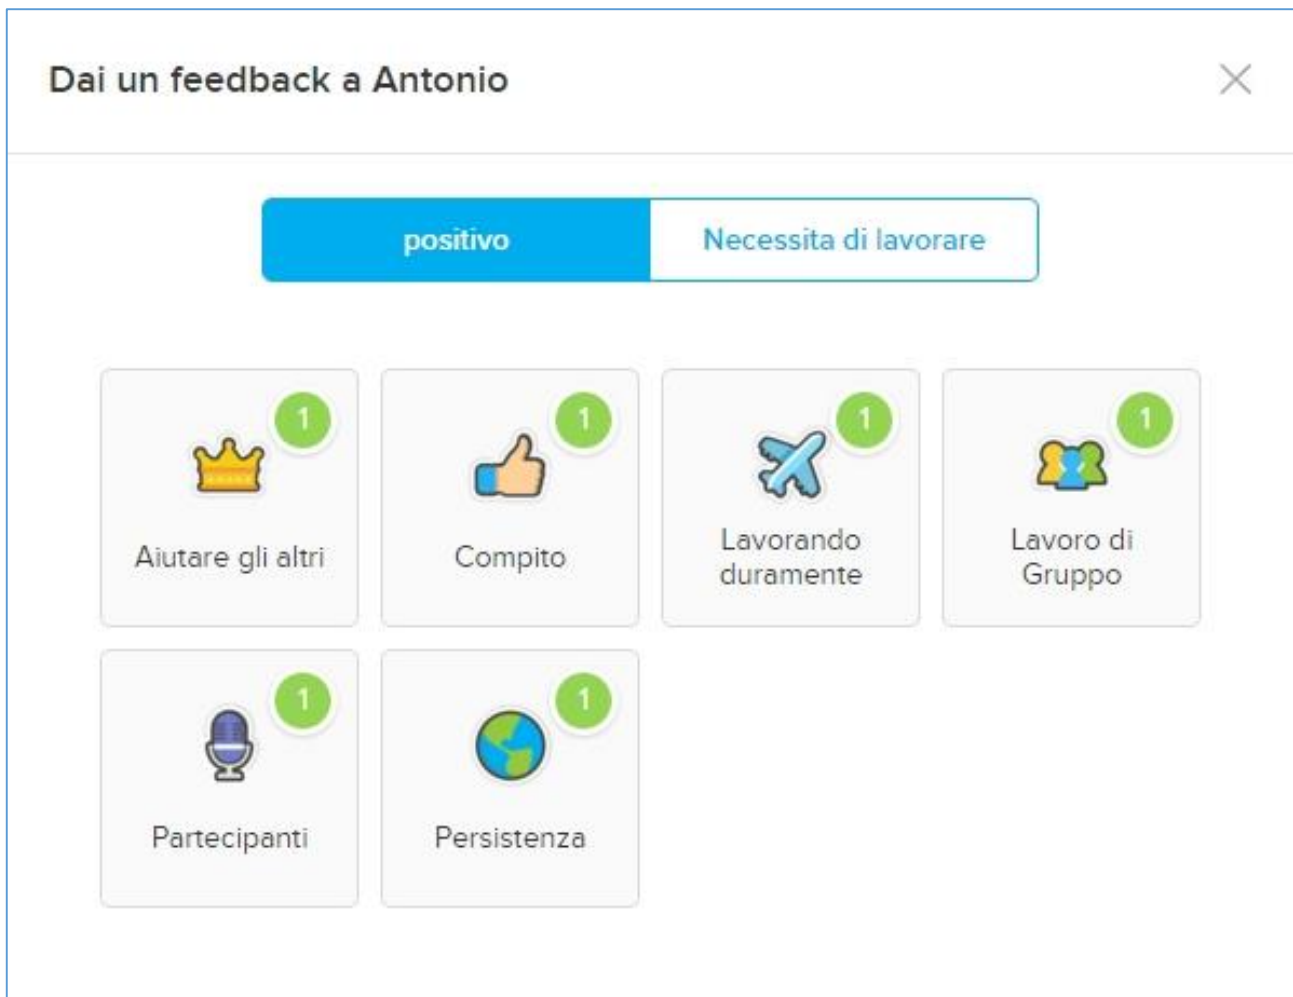 Dai un feedback a Antonio
positivo
Necessita di lavorare
1
1
1
1
Aiutare gli altri
Compito
Lavorando
duramente
Lavoro di
Gruppo
1
1
Partecipanti
Persistenza